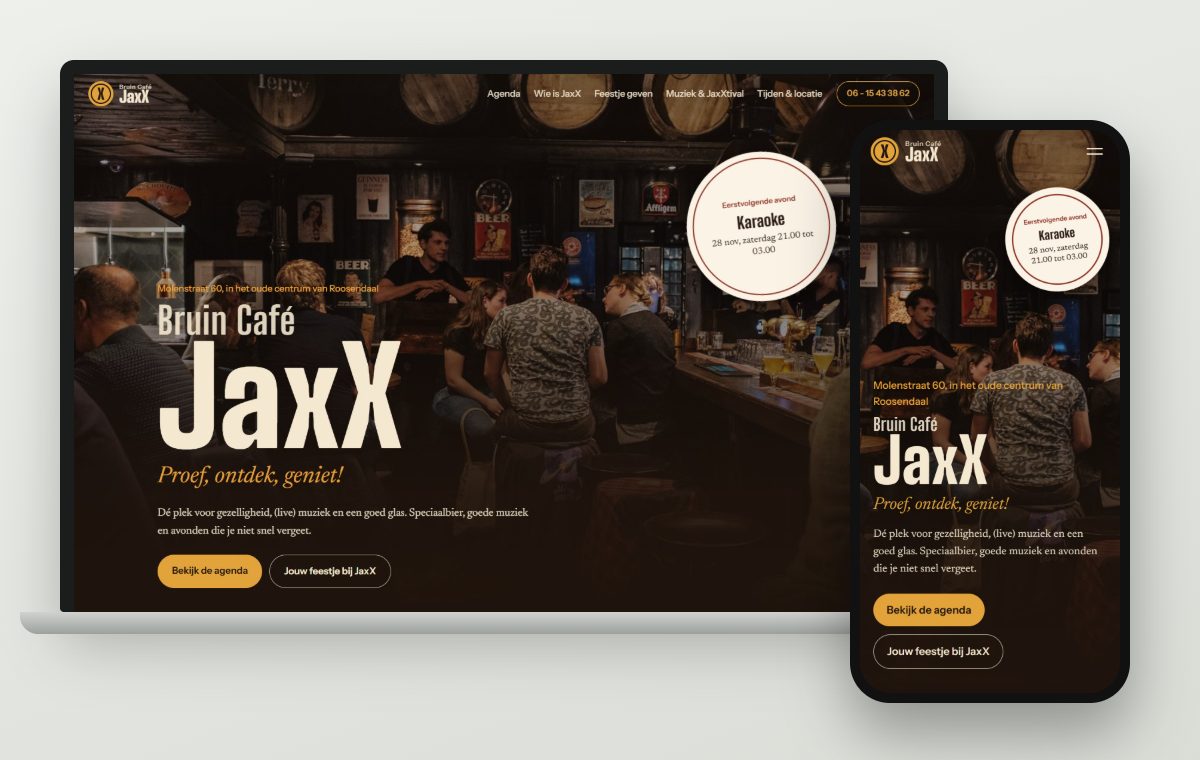 Terry
Bruin Café
JaxX
Agenda
Wie is JaxX
Feestje geven
Muziek & JaxXtival
Tijden & locatie
06 - 15 43 38 62
X
GUINNESS
BEER
Affligem
BEER
Eerstvolgende avond
Karaoke
28 nov, zaterdag 21.00 tot
03.00
Molenstraat 60, in het oude centrum van Roosendaal
Bruin Café
JaxX
Proef, ontdek, geniet!
Dé plek voor gezelligheid, (live) muziek en een goed glas. Speciaalbier, goede muziek
en avonden die je niet snel vergeet.
Bekijk de agenda
Jouw feestje bij JaxX
X
Bruin Café
JaxX
Eerstvolgende avond
Karaoke
28 nov, zaterdag
21.00 tot 03.00
BEER
Molenstraat 60, in het oude centrum van
Roosendaal
Bruin Café
JaxX
Proef, ontdek, geniet!
Dé plek voor gezelligheid, (live) muziek en een
goed glas. Speciaalbier, goede muziek en avonden
die je niet snel vergeet.
Bekijk de agenda
Jouw feestje bij JaxX